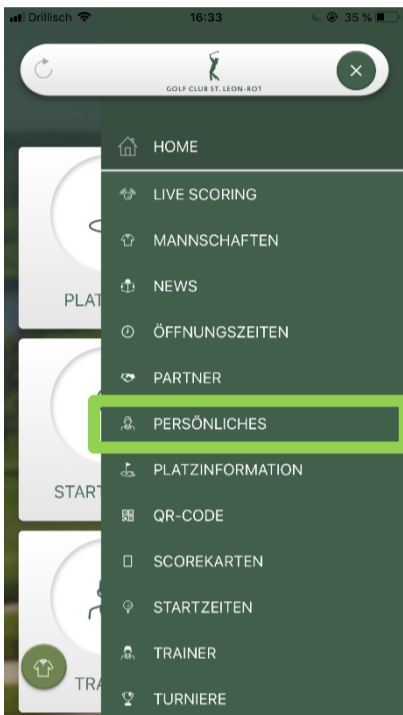 Drillisch 16:33 35 %
GOLF CLUB ST. LEON-ROT
HOME
LIVE SCORING
MANNSCHAFTEN
NEWS
PLAT
ÖFFNUNGSZEITEN
PARTNER
PERSÖNLICHES
PLATZINFORMATION
START
QR-CODE
SCOREKARTEN
STARTZEITEN
TRAINER
TRA
TURNIERE